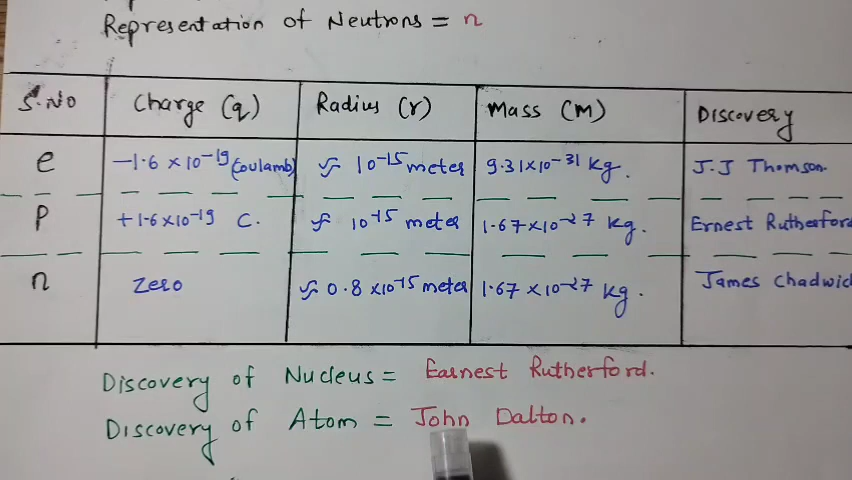 Representation of Neutrons = n
S.No Charge (q) Radius (r) Mass (M) Discovery
e −1.6 × 10-19 (Coulamb) ≈ 10-15 meter 9.31×10-31 kg. J.J Thomson.
P +1.6×10-19 C. ≈ 10-15 meter 1.67×10-27 kg. Ernest Rutherford
n Zero ≈ 0.8 ×10-15 meter 1.67 × 10-27 kg. James Chadwic
Discovery of Nucleus = Earnest Rutherford.
Discovery of Atom = John Dalton.